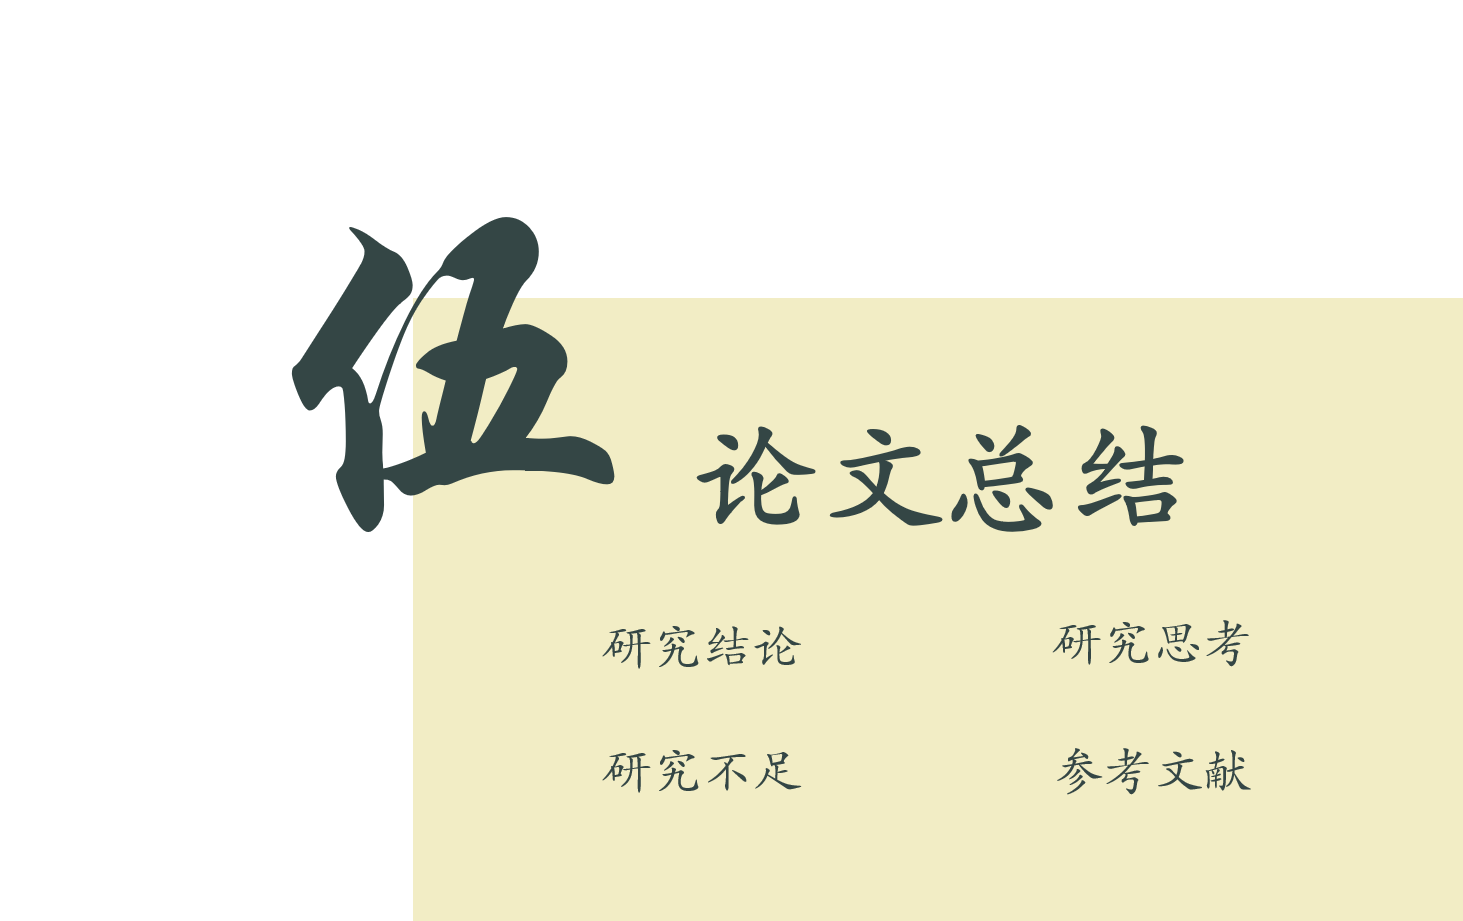 伍
论文总结
研究结论
研究思考
研究不足
参考文献